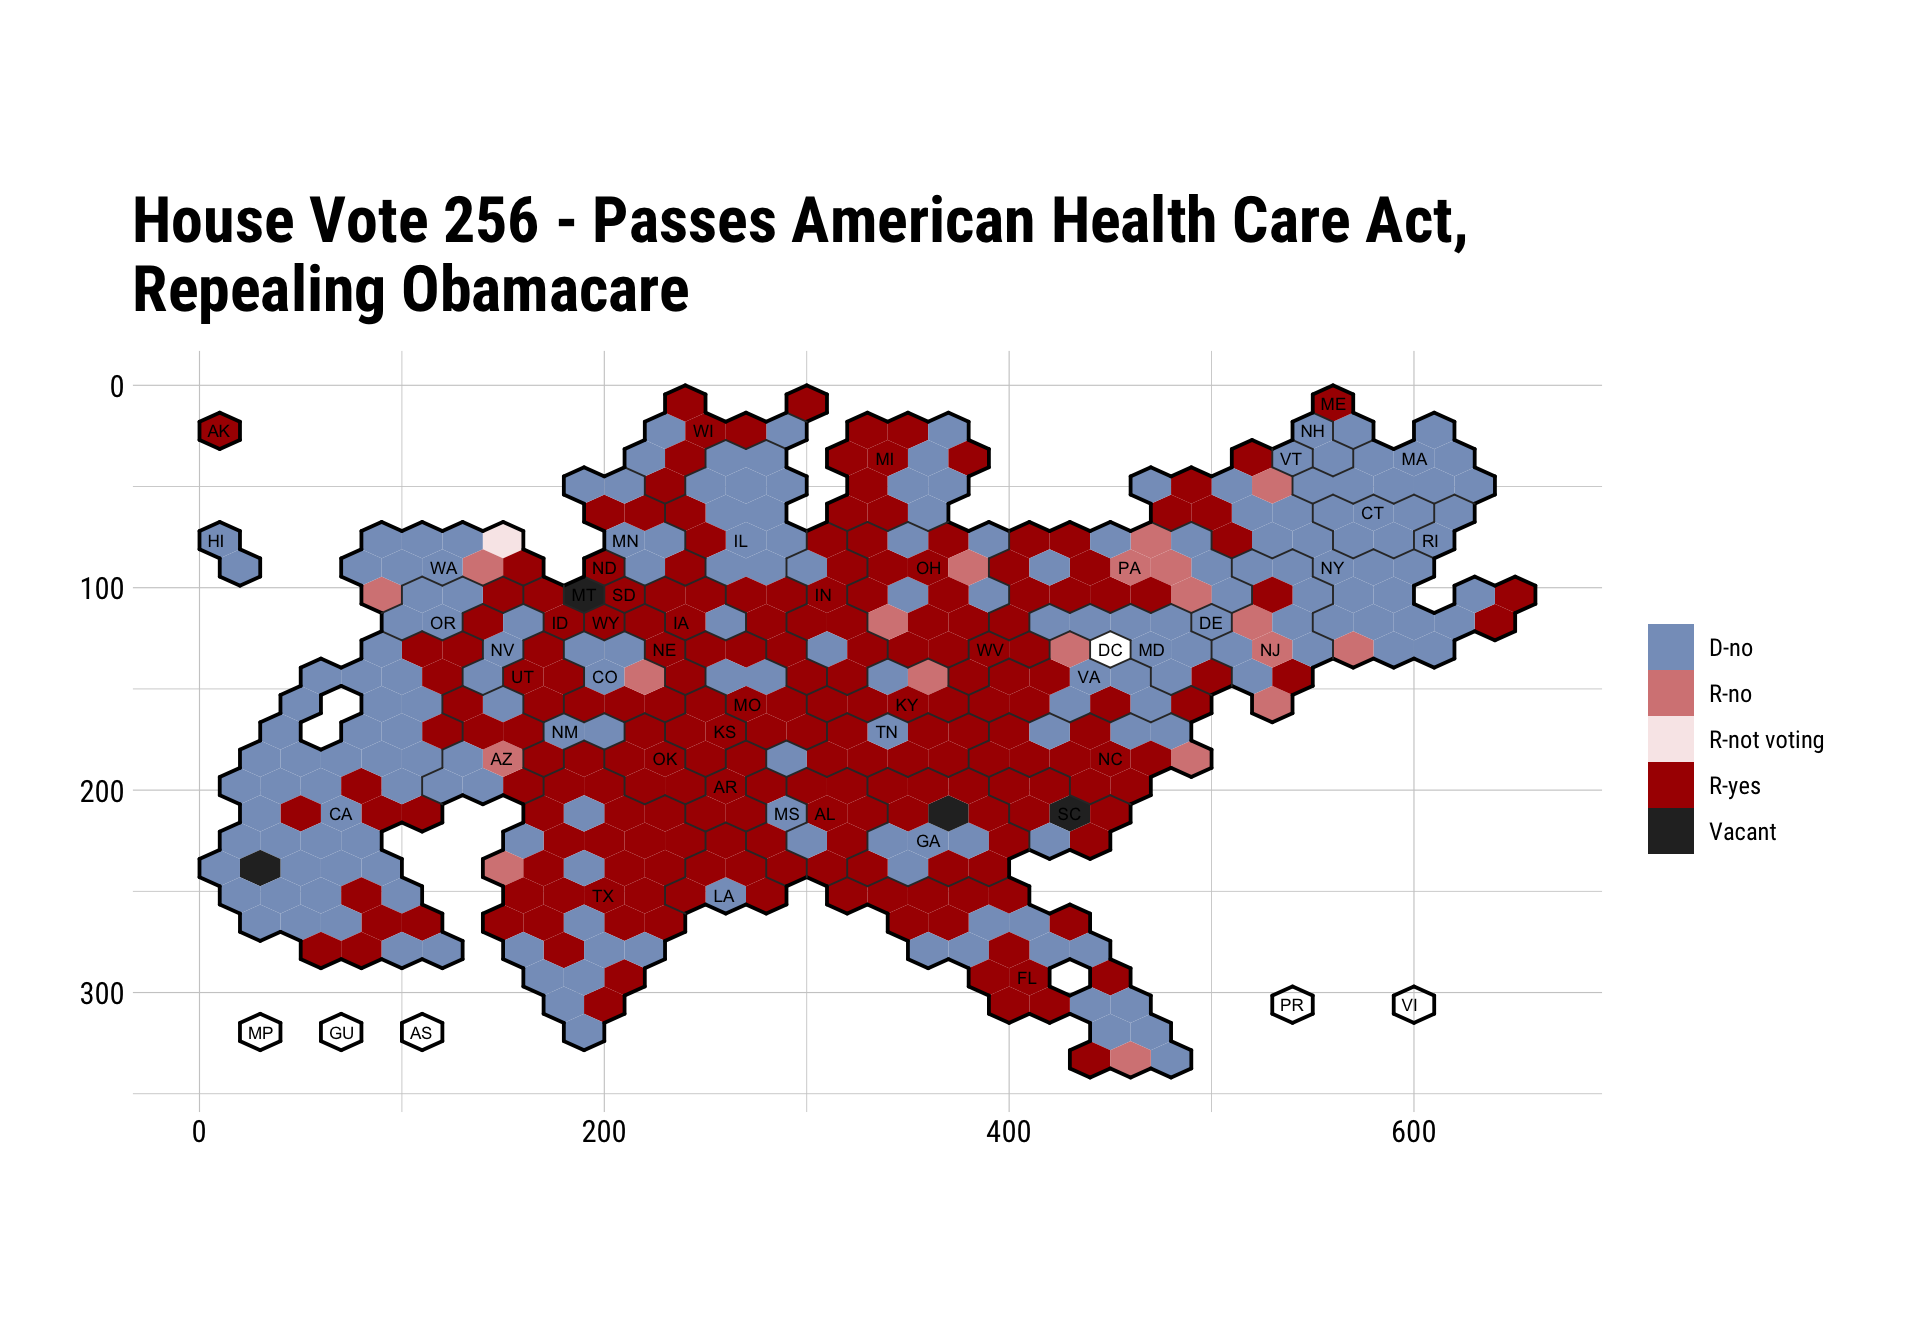 House Vote 256 - Passes American Health Care Act,
Repealing Obamacare
0
ME
AK
WI
NH
MI
VT
MA
CT
HI
MN
IL
RI
WA
ND
OH
PA
NY
100
MT
SD
IN
OR
ID
WY
IA
DE
NV
NE
WV
DC
MD
NJ
UT
CO
VA
MO
KY
NM
KS
TN
AZ
OK
NC
200
AR
CA
MS
AL
SC
GA
TX
LA
FL
300
PR
VI
MP
GU
AS
0
200
400
600
D-no
R-no
R-not voting
R-yes
Vacant